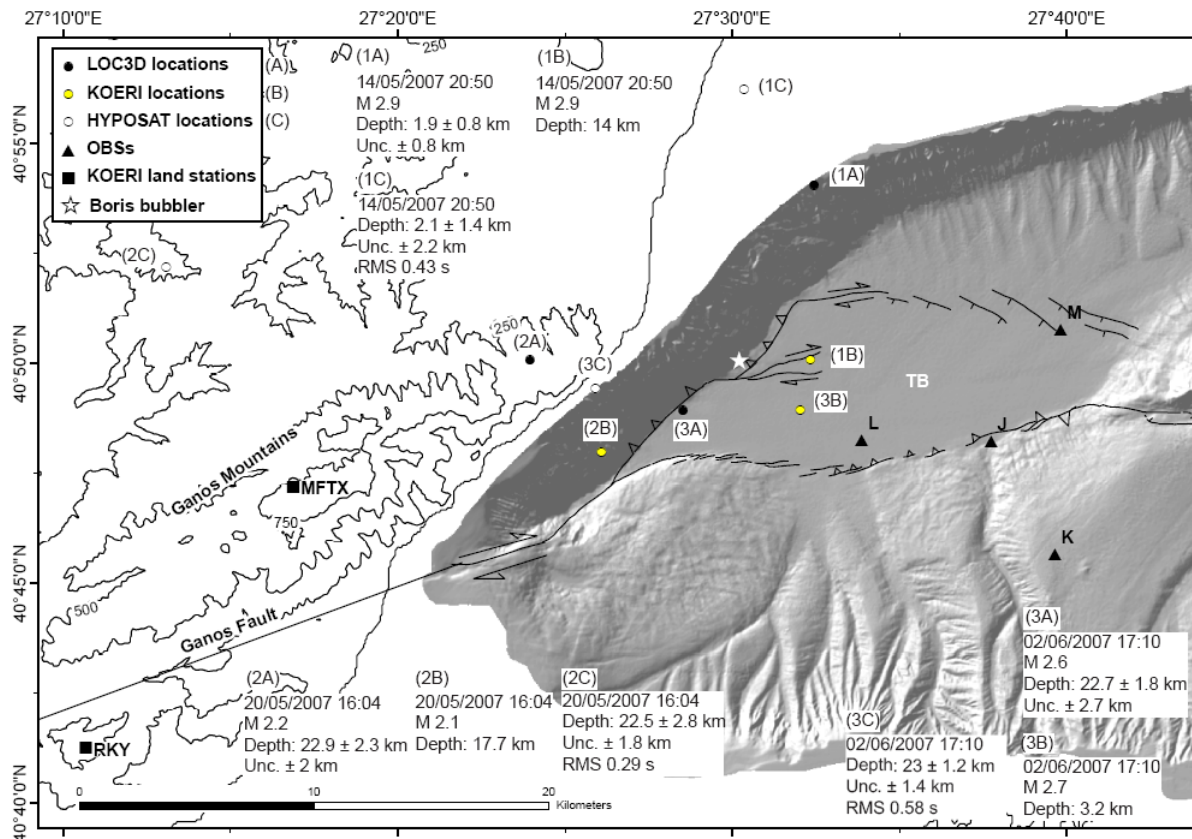 27°10'0"E
27°20'0"E
27°30'0"E
27°40'0"E
LOC3D locations (A)
KOERI locations (B)
HYPOSAT locations (C)
OBSs
KOERI land stations
Boris bubbler
250
(1A)
14/05/2007 20:50
M 2.9
Depth: 1.9 ± 0.8 km
Unc. ± 0.8 km
(1B)
14/05/2007 20:50
M 2.9
Depth: 14 km
(1C)
14/05/2007 20:50
Depth: 2.1 ± 1.4 km
Unc. ± 2.2 km
RMS 0.43 s
(1C)
(1A)
40°55'0"N
(2C)
250
(2A)
(3C)
M
40°50'0"N
(1B)
TB
(3B)
(2B)
(3A)
L
J
Ganos Mountains
MFTX
750
K
40°45'0"N
500
Ganos Fault
(3A)
02/06/2007 17:10
M 2.6
Depth: 22.7 ± 1.8 km
Unc. ± 2.7 km
(2A)
20/05/2007 16:04
M 2.2
Depth: 22.9 ± 2.3 km
Unc. ± 2 km
(2B)
20/05/2007 16:04
M 2.1
Depth: 17.7 km
(2C)
20/05/2007 16:04
Depth: 22.5 ± 2.8 km
Unc. ± 1.8 km
RMS 0.29 s
(3C)
02/06/2007 17:10
Depth: 23 ± 1.2 km
Unc. ± 1.4 km
RMS 0.58 s
(3B)
02/06/2007 17:10
M 2.7
Depth: 3.2 km
RKY
40°40'0"N
0 10 20
Kilometers